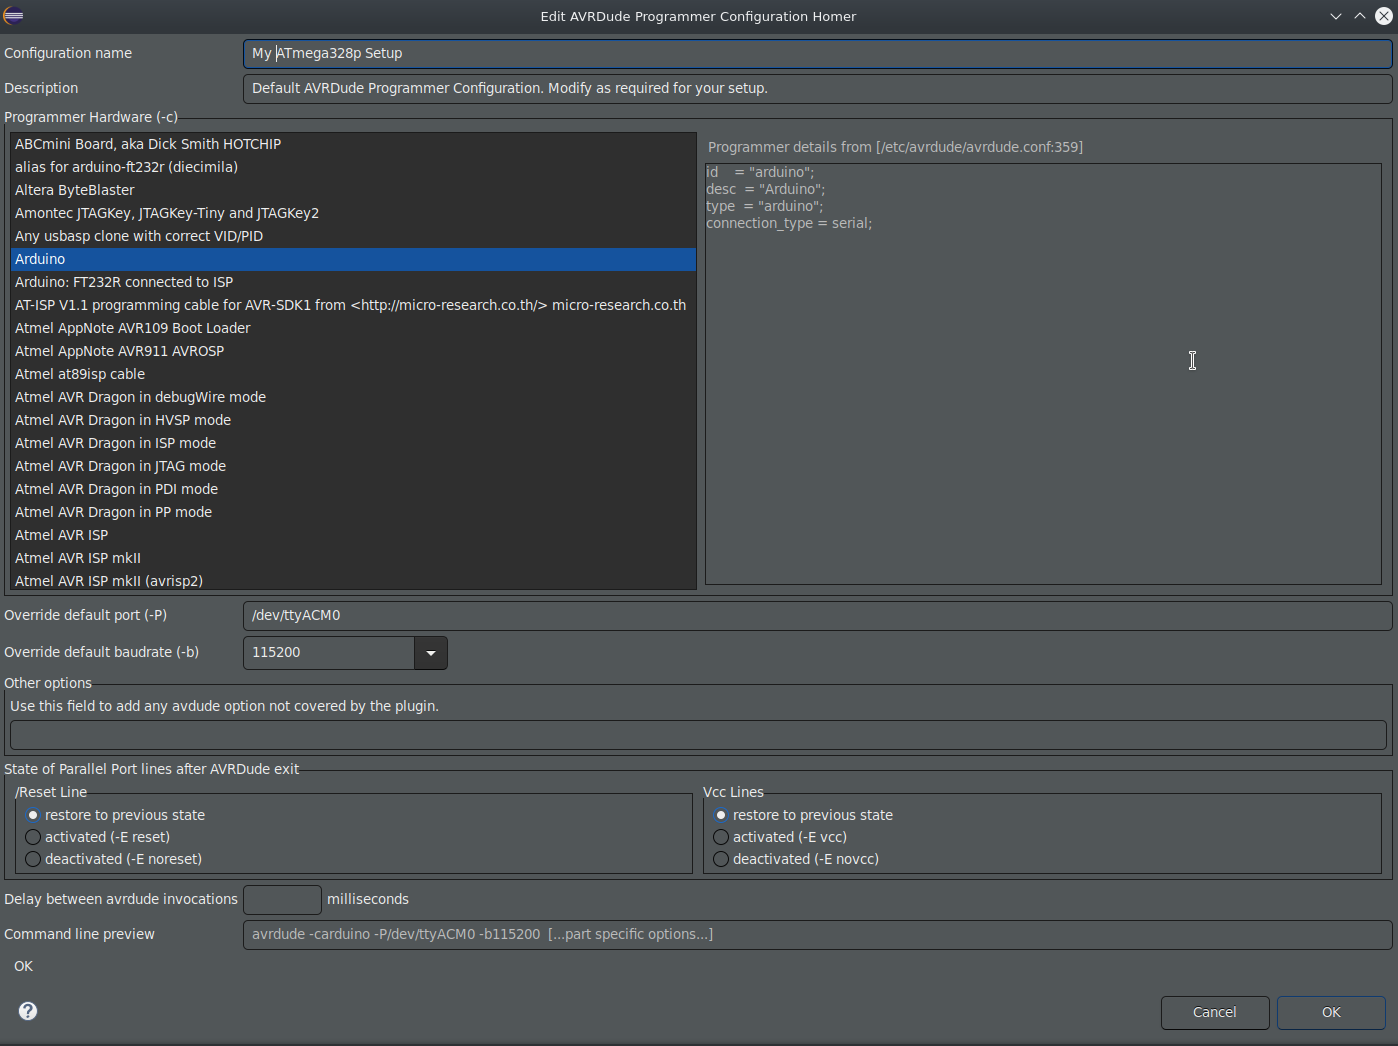 Edit AVRDude Programmer Configuration Homer
Configuration name
My ATmega328p Setup
Description
Default AVRDude Programmer Configuration. Modify as required for your setup.
Programmer Hardware (-c)
ABCmini Board, aka Dick Smith HOTCHIP
alias for arduino-ft232r (diecimila)
Altera ByteBlaster
Amontec JTAGKey, JTAGKey-Tiny and JTAGKey2
Any usbasp clone with correct VID/PID
Arduino
Arduino: FT232R connected to ISP
AT-ISP V1.1 programming cable for AVR-SDK1 from <http://micro-research.co.th/> micro-research.co.th
Atmel AppNote AVR109 Boot Loader
Atmel AppNote AVR911 AVROSP
Atmel at89isp cable
Atmel AVR Dragon in debugWire mode
Atmel AVR Dragon in HVSP mode
Atmel AVR Dragon in ISP mode
Atmel AVR Dragon in JTAG mode
Atmel AVR Dragon in PDI mode
Atmel AVR Dragon in PP mode
Atmel AVR ISP
Atmel AVR ISP mkII
Atmel AVR ISP mkII (avrisp2)
Programmer details from [/etc/avrdude/avrdude.conf:359]
id    = "arduino";
desc  = "Arduino";
type  = "arduino";
connection_type = serial;
Override default port (-P)
/dev/ttyACM0
Override default baudrate (-b)
115200
Other options
Use this field to add any avdude option not covered by the plugin.
State of Parallel Port lines after AVRDude exit
/Reset Line
restore to previous state
activated (-E reset)
deactivated (-E noreset)
Vcc Lines
restore to previous state
activated (-E vcc)
deactivated (-E novcc)
Delay between avrdude invocations
milliseconds
Command line preview
avrdude -carduino -P/dev/ttyACM0 -b115200  [...part specific options...]
OK
?
Cancel
OK